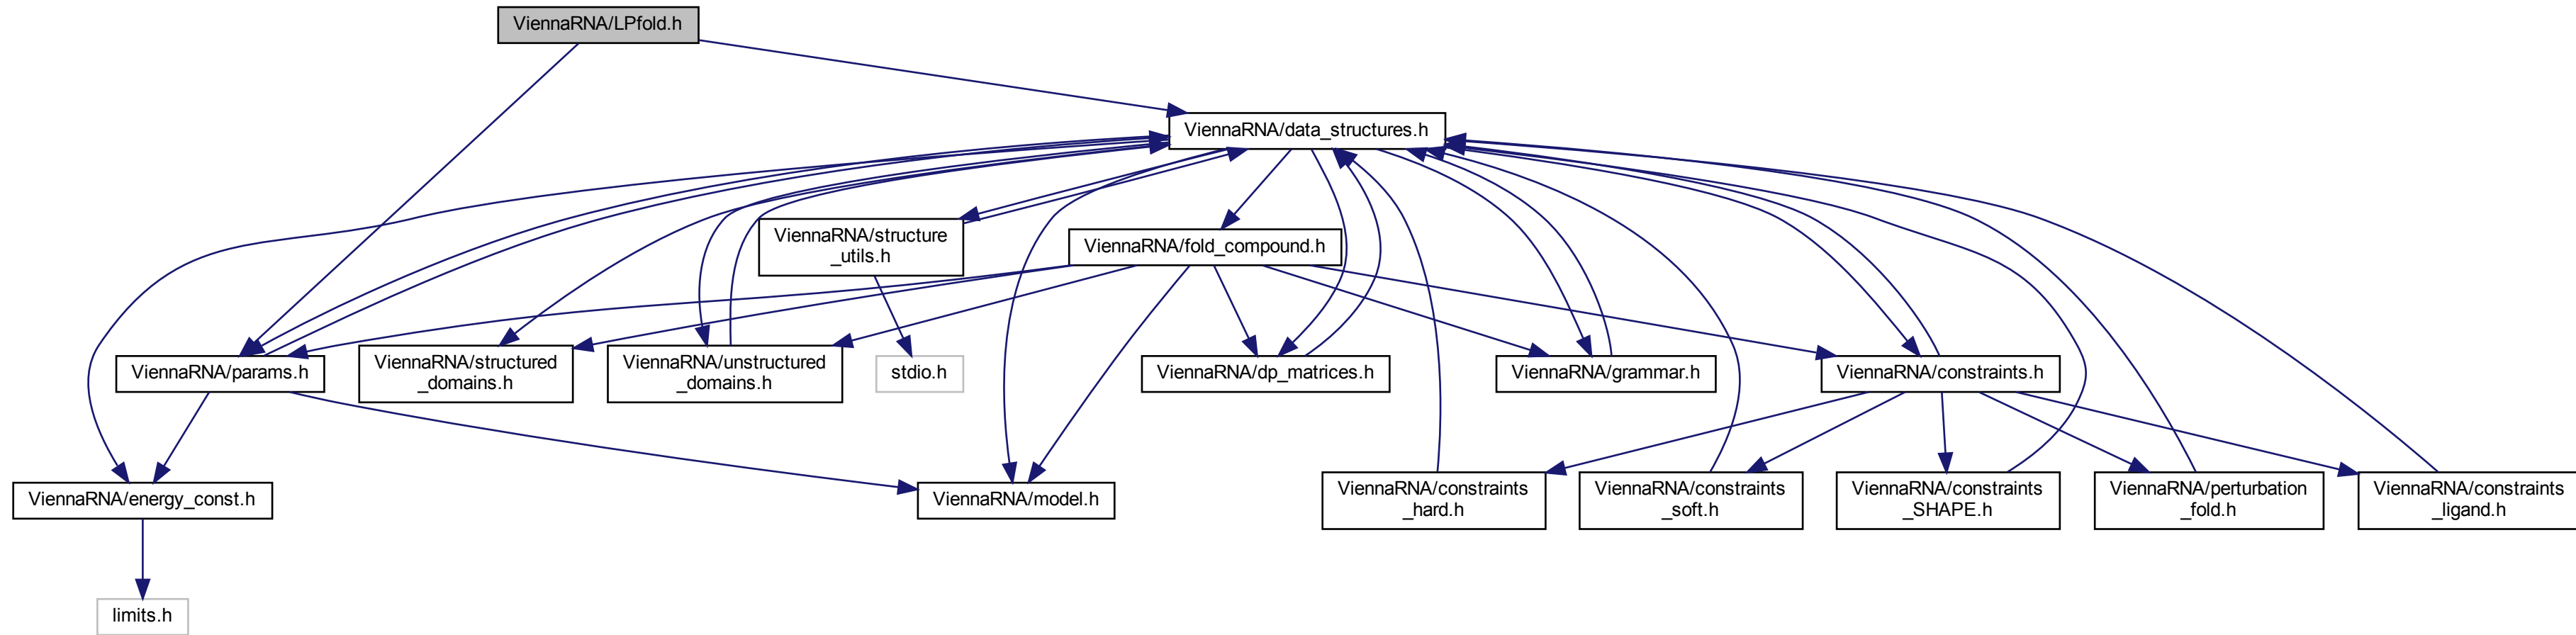 ViennaRNA/LPfold.h
ViennaRNA/data_structures.h
ViennaRNA/structure
_utils.h
ViennaRNA/fold_compound.h
ViennaRNA/params.h
ViennaRNA/structured
_domains.h
ViennaRNA/unstructured
_domains.h
stdio.h
ViennaRNA/dp_matrices.h
ViennaRNA/grammar.h
ViennaRNA/constraints.h
ViennaRNA/energy_const.h
ViennaRNA/model.h
ViennaRNA/constraints
_hard.h
ViennaRNA/constraints
_soft.h
ViennaRNA/constraints
_SHAPE.h
ViennaRNA/perturbation
_fold.h
ViennaRNA/constraints
_ligand.h
limits.h